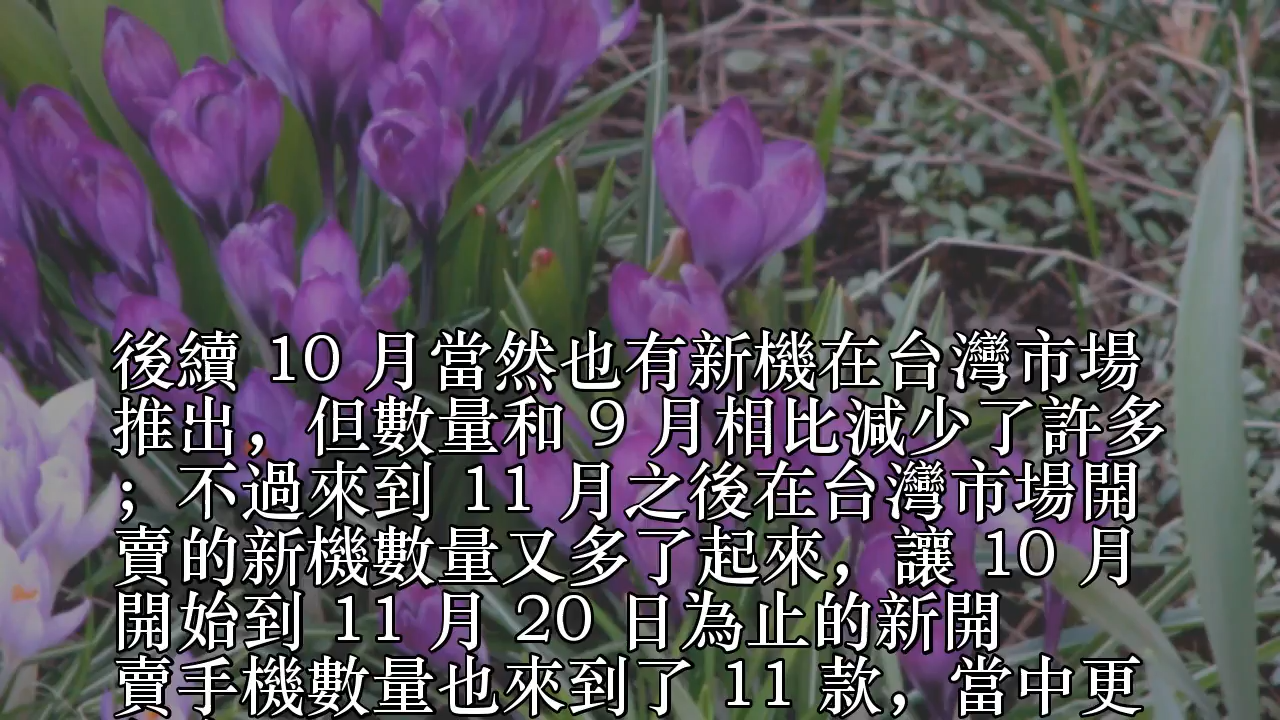 後續 10 月當然也有新機在台灣市場
推出，但數量和 9 月相比減少了許多
；不過來到 11 月之後在台灣市場開
賣的新機數量又多了起來，讓 10 月
開始到 11 月 20 日為止的新開
賣手機數量也來到了 11 款，當中更